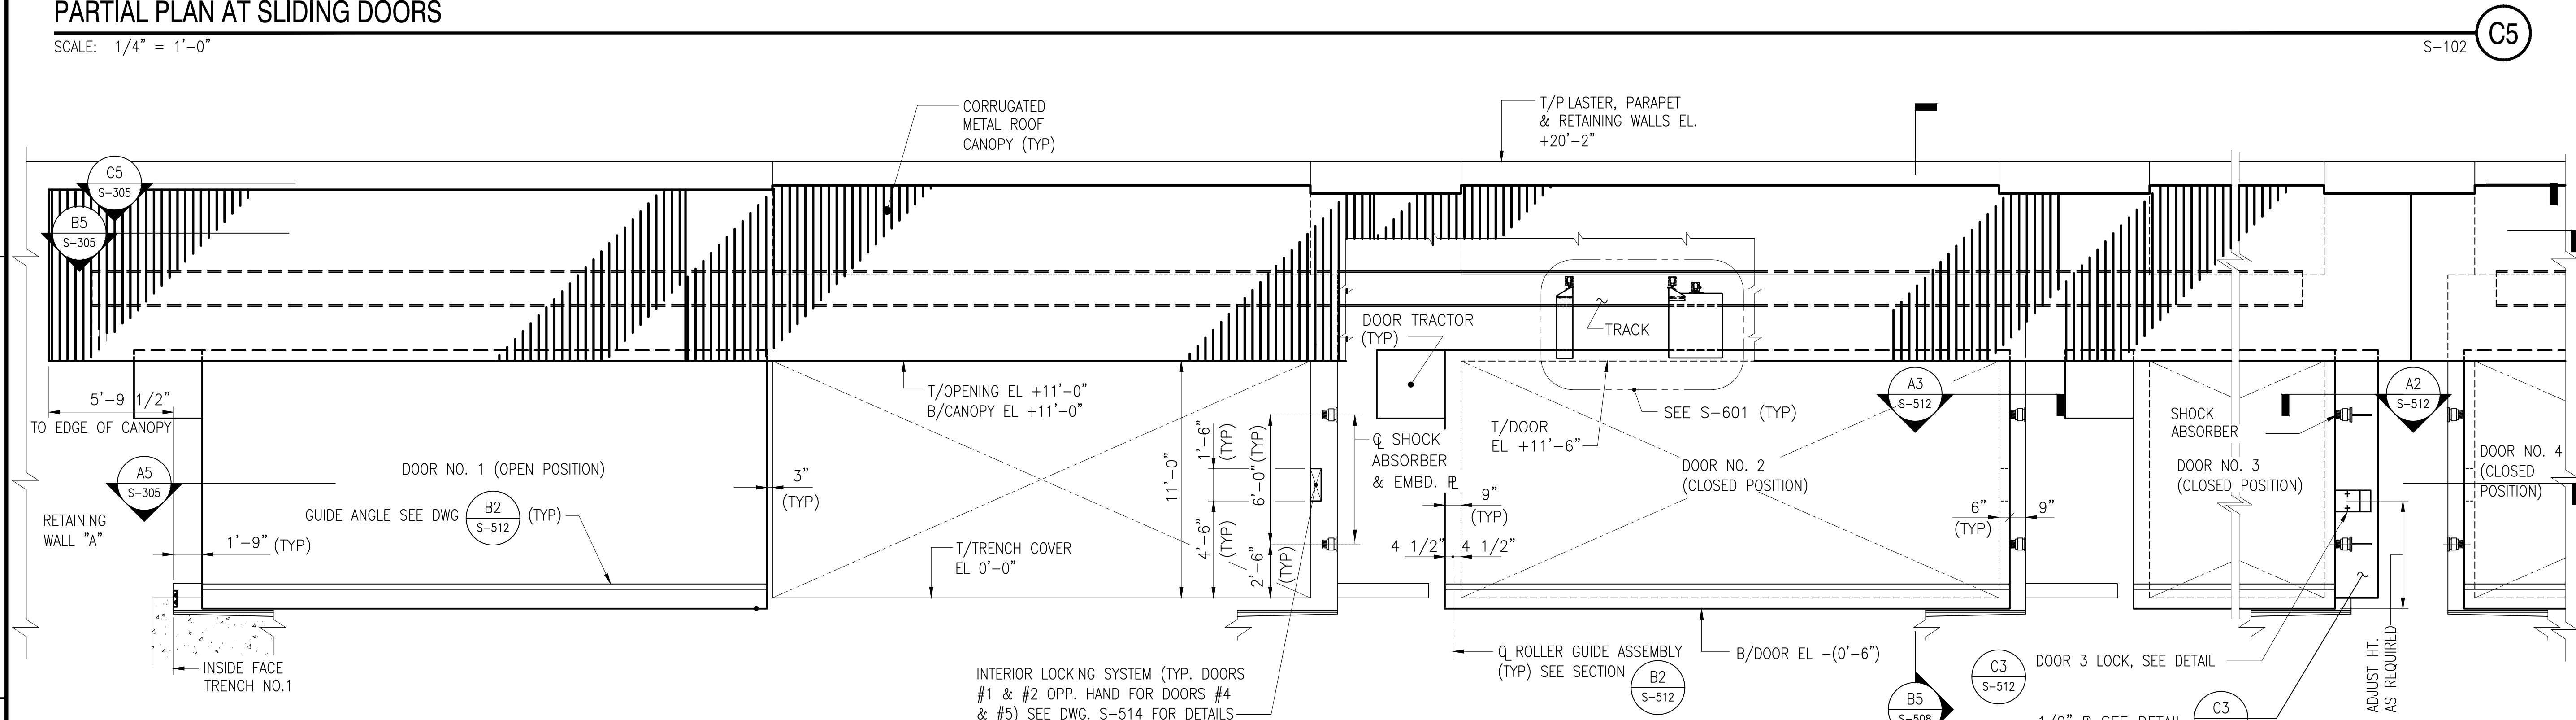 PARTIAL PLAN AT SLIDING DOORS
SCALE: 1/4" = 1'-0"
S-102
C5
CORRUGATED
METAL ROOF
CANOPY (TYP)
T/PILASTER, PARAPET
& RETAINING WALLS EL.
+20'-2"
C5
S-305
B5
S-305
DOOR TRACTOR
(TYP)
TRACK
5'-9 1/2"
TO EDGE OF CANOPY
T/OPENING EL +11'-0"
B/CANOPY EL +11'-0"
SEE S-601 (TYP)
T/DOOR
EL +11'-6"
A3
S-512
SHOCK
ABSORBER
A2
S-512
A5
S-305
RETAINING
WALL "A"
DOOR NO. 1 (OPEN POSITION)
GUIDE ANGLE SEE DWG
B2
S-512
(TYP)
1'-9" (TYP)
3"
(TYP)
11'-0"
1'-6"
(TYP)
4'-6"
(TYP)
6'-0" (TYP)
2'-6"
(TYP)
℄ SHOCK
ABSORBER
& EMBD. ⅊
9"
(TYP)
4 1/2"
4 1/2"
DOOR NO. 2
(CLOSED POSITION)
6"
(TYP)
9"
DOOR NO. 3
(CLOSED POSITION)
DOOR NO. 4
(CLOSED
POSITION)
T/TRENCH COVER
EL 0'-0"
INSIDE FACE
TRENCH NO.1
INTERIOR LOCKING SYSTEM (TYP. DOORS
#1 & #2 OPP. HAND FOR DOORS #4
& #5) SEE DWG. S-514 FOR DETAILS
℄ ROLLER GUIDE ASSEMBLY
(TYP) SEE SECTION
B2
S-512
B/DOOR EL -(0'-6")
B5
S-508
C3
S-512
DOOR 3 LOCK, SEE DETAIL
ADJUST HT.
AS REQUIRED
C3